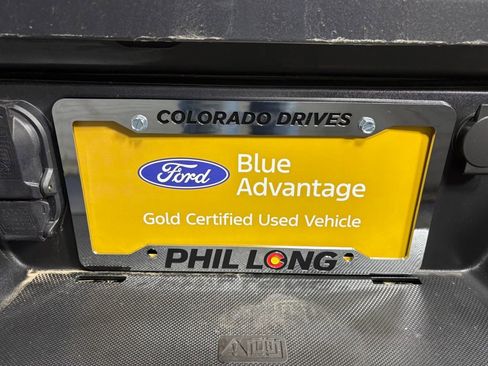 COLORADO DRIVES
Ford
Blue
Advantage
Gold Certified Used Vehicle
PHIL LONG